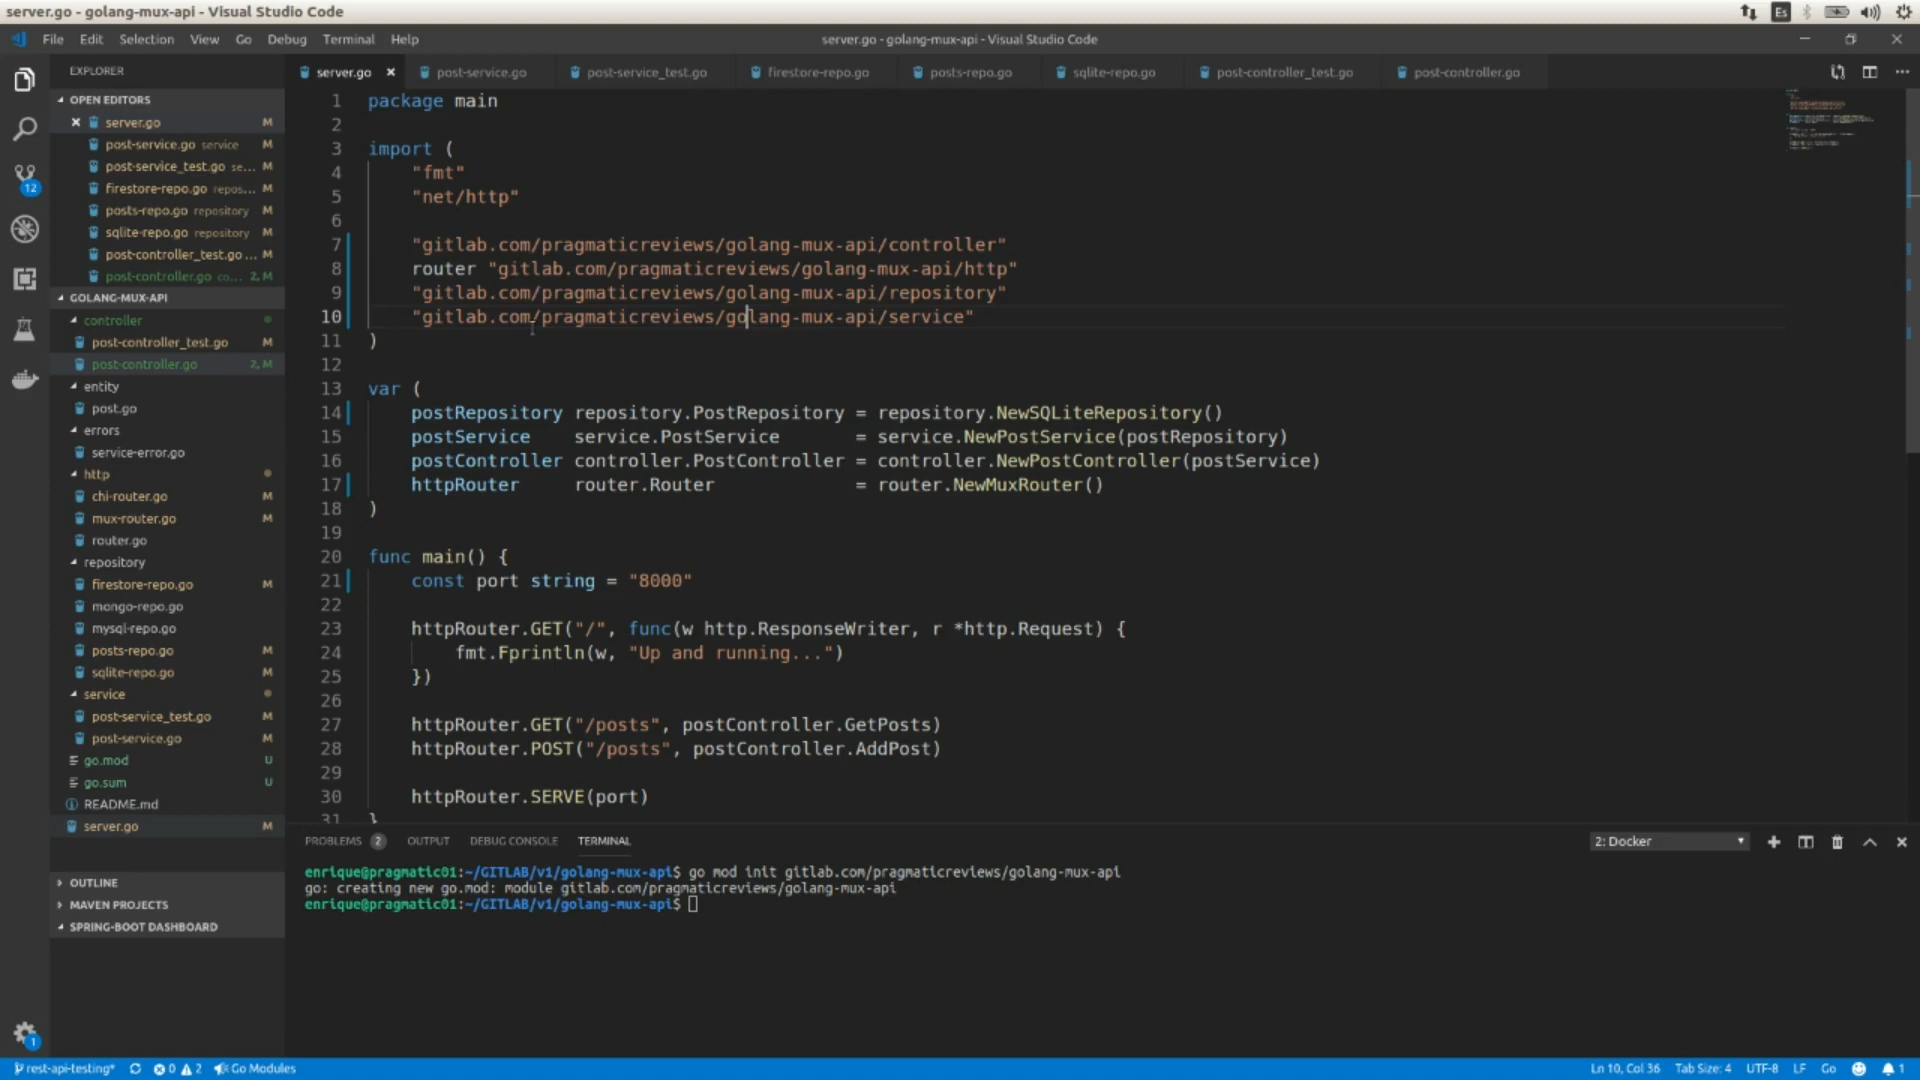 server.go - golang-mux-api - Visual Studio Code
Es
File Edit Selection View Go Debug Terminal Help
server.go - golang-mux-api - Visual Studio Code
EXPLORER
server.go
post-service.go
post-service_test.go
firestore-repo.go
posts-repo.go
sqlite-repo.go
post-controller_test.go
post-controller.go
OPEN EDITORS
server.go M
post-service.go service M
post-service_test.go se... M
firestore-repo.go repos... M
posts-repo.go repository M
sqlite-repo.go repository M
post-controller_test.go ... M
post-controller.go co... 2, M
GOLANG-MUX-API
controller
post-controller_test.go M
post-controller.go 2, M
entity
post.go
errors
service-error.go
http
chi-router.go M
mux-router.go M
router.go
repository
firestore-repo.go M
mongo-repo.go
mysql-repo.go
posts-repo.go M
sqlite-repo.go M
service
post-service_test.go M
post-service.go M
go.mod U
go.sum U
README.md
server.go M
OUTLINE
MAVEN PROJECTS
SPRING-BOOT DASHBOARD
12
1
1 package main
2
3 import (
4 "fmt"
5 "net/http"
6
7 "gitlab.com/pragmaticreviews/golang-mux-api/controller"
8 router "gitlab.com/pragmaticreviews/golang-mux-api/http"
9 "gitlab.com/pragmaticreviews/golang-mux-api/repository"
10 "gitlab.com/pragmaticreviews/golang-mux-api/service"
11 )
12
13 var (
14 postRepository repository.PostRepository = repository.NewSQLiteRepository()
15 postService service.PostService = service.NewPostService(postRepository)
16 postController controller.PostController = controller.NewPostController(postService)
17 httpRouter router.Router = router.NewMuxRouter()
18 )
19
20 func main() {
21 const port string = "8000"
22
23 httpRouter.GET("/", func(w http.ResponseWriter, r *http.Request) {
24 fmt.Fprintln(w, "Up and running...")
25 })
26
27 httpRouter.GET("/posts", postController.GetPosts)
28 httpRouter.POST("/posts", postController.AddPost)
29
30 httpRouter.SERVE(port)
31 }
PROBLEMS 2 OUTPUT DEBUG CONSOLE TERMINAL
2: Docker
enrique@pragmatic01:~/GITLAB/v1/golang-mux-api$ go mod init gitlab.com/pragmaticreviews/golang-mux-api
go: creating new go.mod: module gitlab.com/pragmaticreviews/golang-mux-api
enrique@pragmatic01:~/GITLAB/v1/golang-mux-api$
rest-api-testing* 0 2 Go Modules
Ln 10, Col 36 Tab Size: 4 UTF-8 LF Go 1